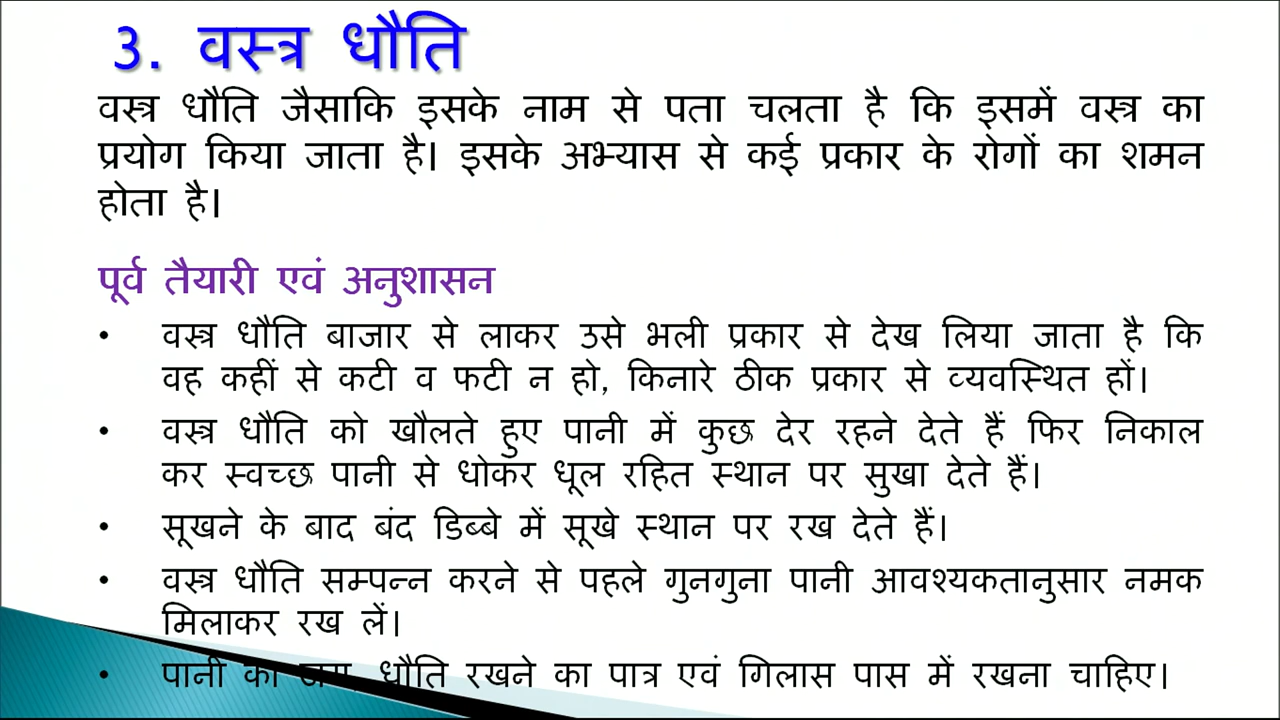 3. वस्त्र धौति
वस्त्र धौति जैसाकि इसके नाम से पता चलता है कि इसमें वस्त्र का
प्रयोग किया जाता है। इसके अभ्यास से कई प्रकार के रोगों का शमन
होता है।
पूर्व तैयारी एवं अनुशासन
• वस्त्र धौति बाजार से लाकर उसे भली प्रकार से देख लिया जाता है कि
वह कहीं से कटी व फटी न हो, किनारे ठीक प्रकार से व्यवस्थित हों।
• वस्त्र धौति को खौलते हुए पानी में कुछ देर रहने देते हैं फिर निकाल
कर स्वच्छ पानी से धोकर धूल रहित स्थान पर सुखा देते हैं।
• सूखने के बाद बंद डिब्बे में सूखे स्थान पर रख देते हैं।
• वस्त्र धौति सम्पन्न करने से पहले गुनगुना पानी आवश्यकतानुसार नमक
मिलाकर रख लें।
• पानी का जग, धौति रखने का पात्र एवं गिलास पास में रखना चाहिए।